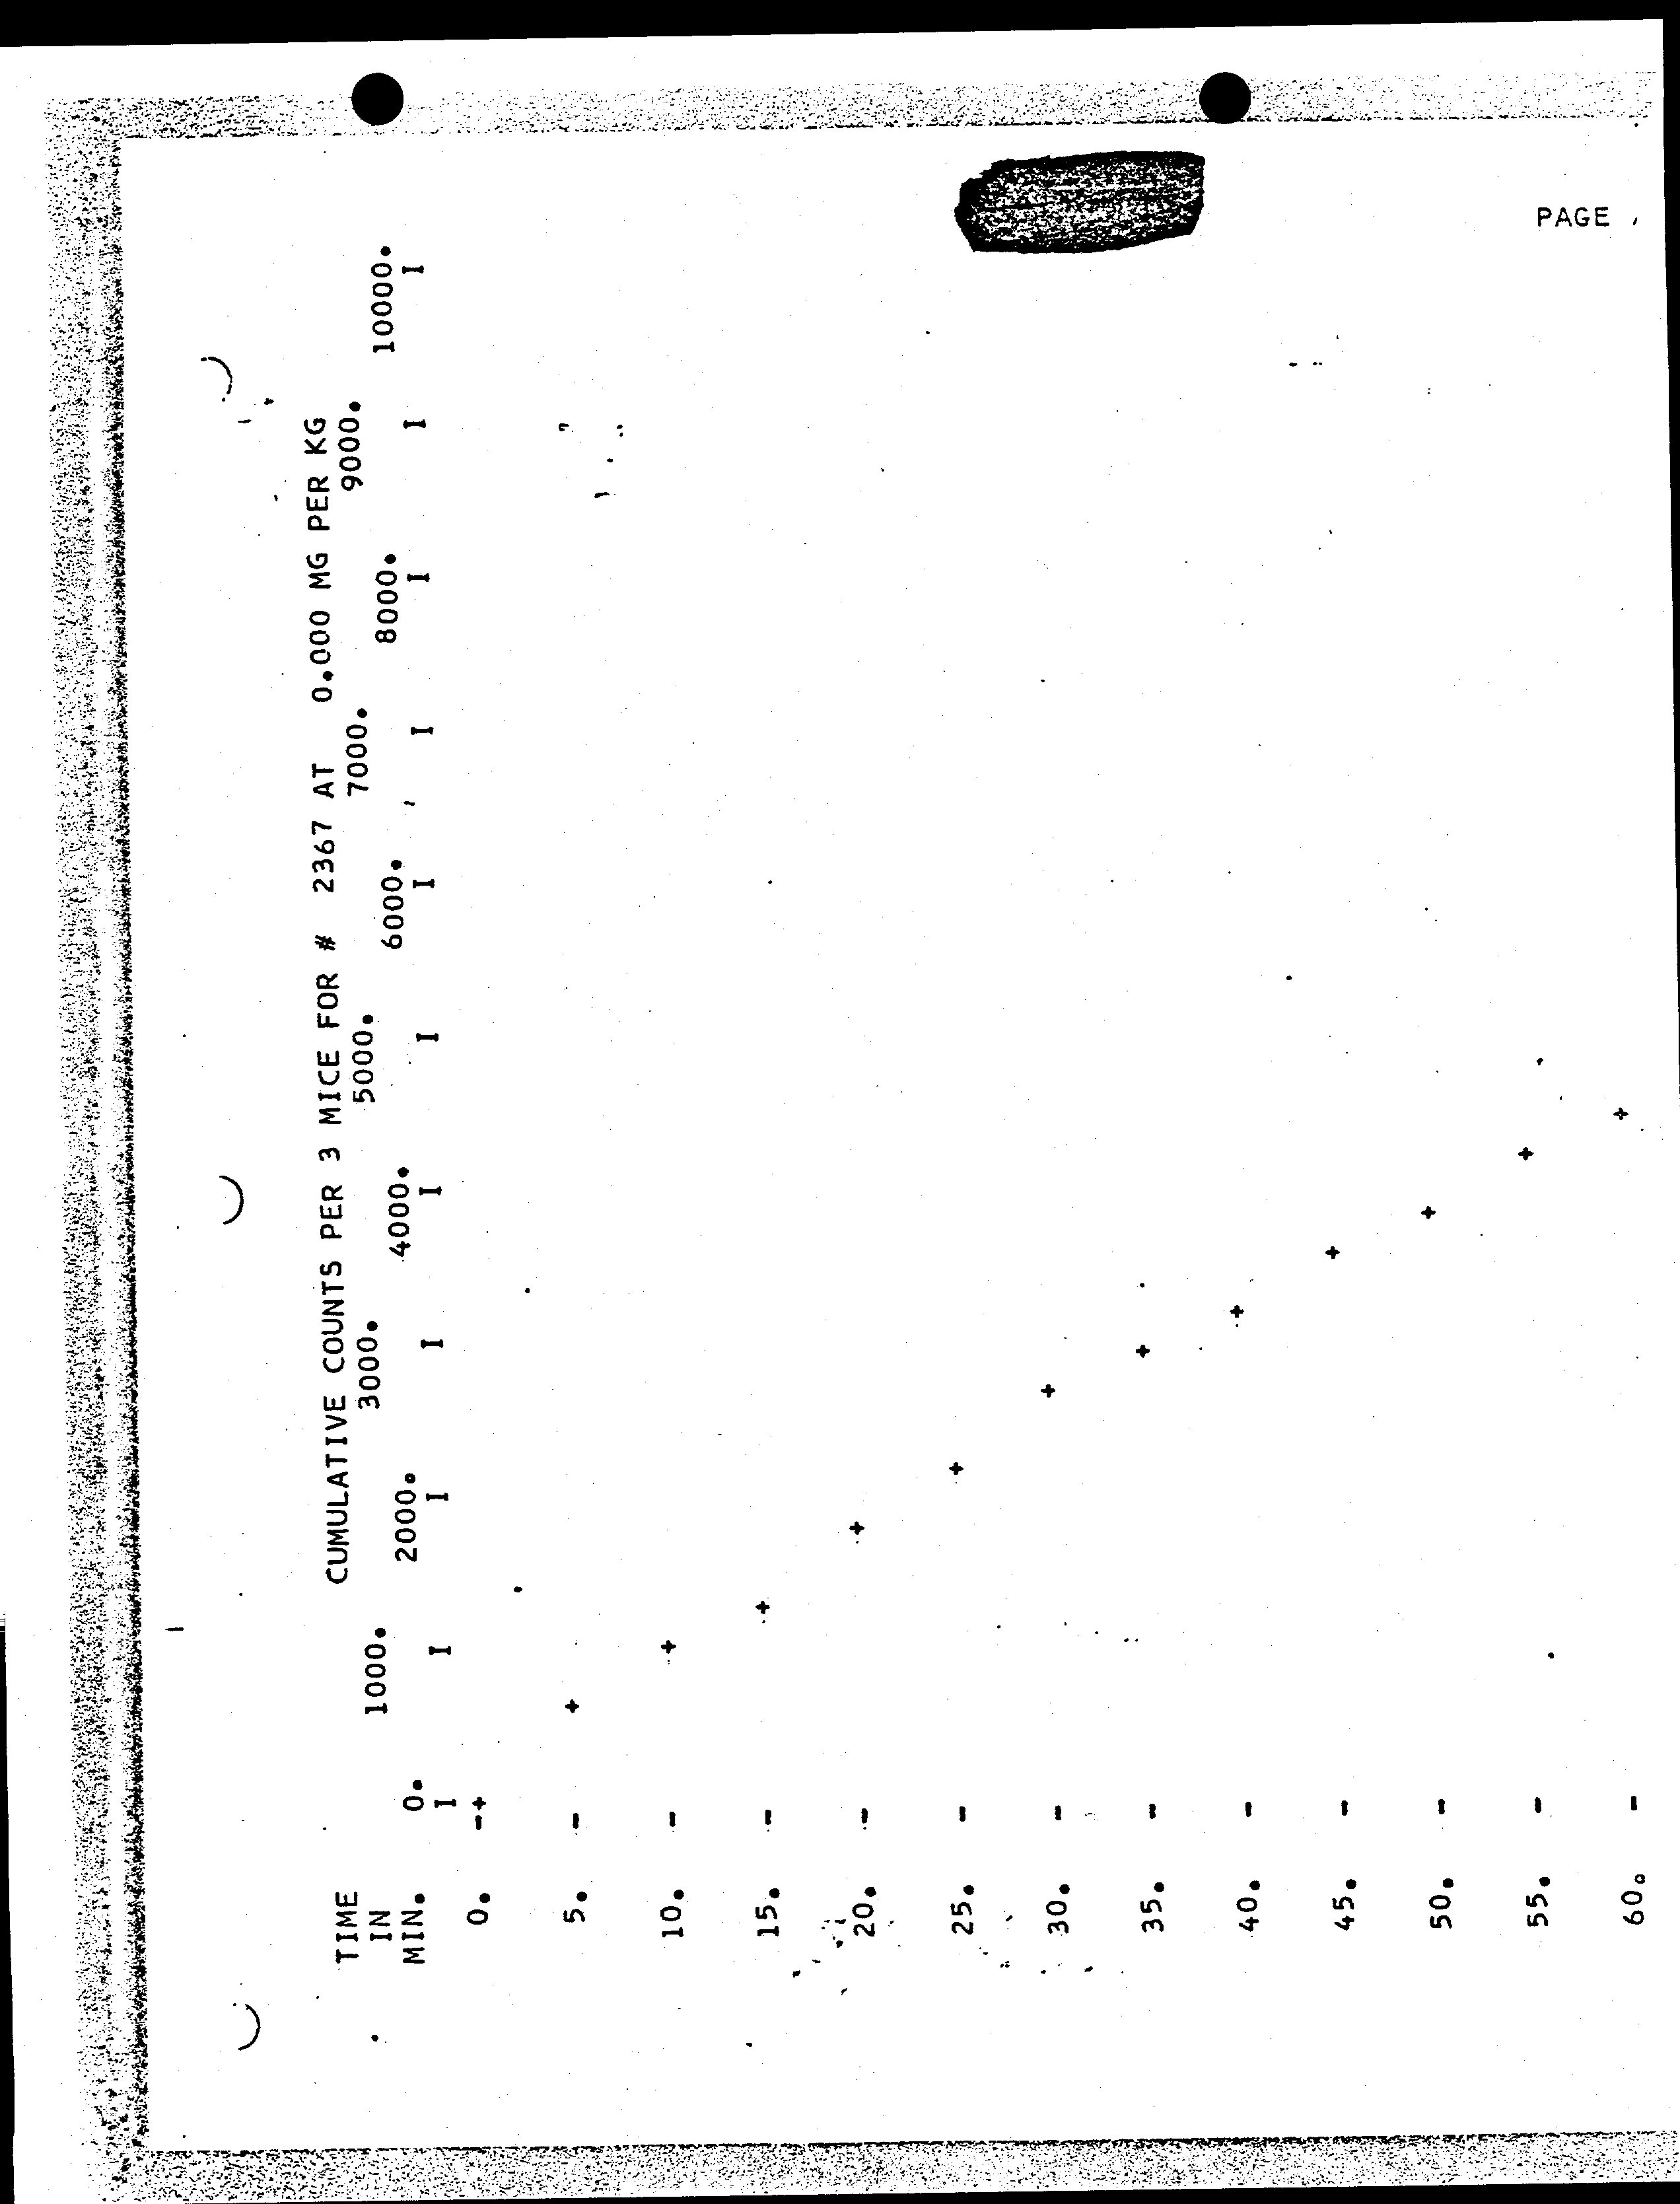 PAGE
CUMULATIVE COUNTS PER 3 MICE FOR # 2367 AT 0.000 MG PER KG
TIME
IN
MIN.
1000. 3000. 5000. 7000. 9000.
0. 2000. 4000. 6000. 8000. 10000.
I I I I I I I I I I I
0. -+
5. - +
10. - +
15. - +
20. - +
25. - +
30. - +
35. - +
40. - +
45. - +
50. - +
55. - +
60. - +